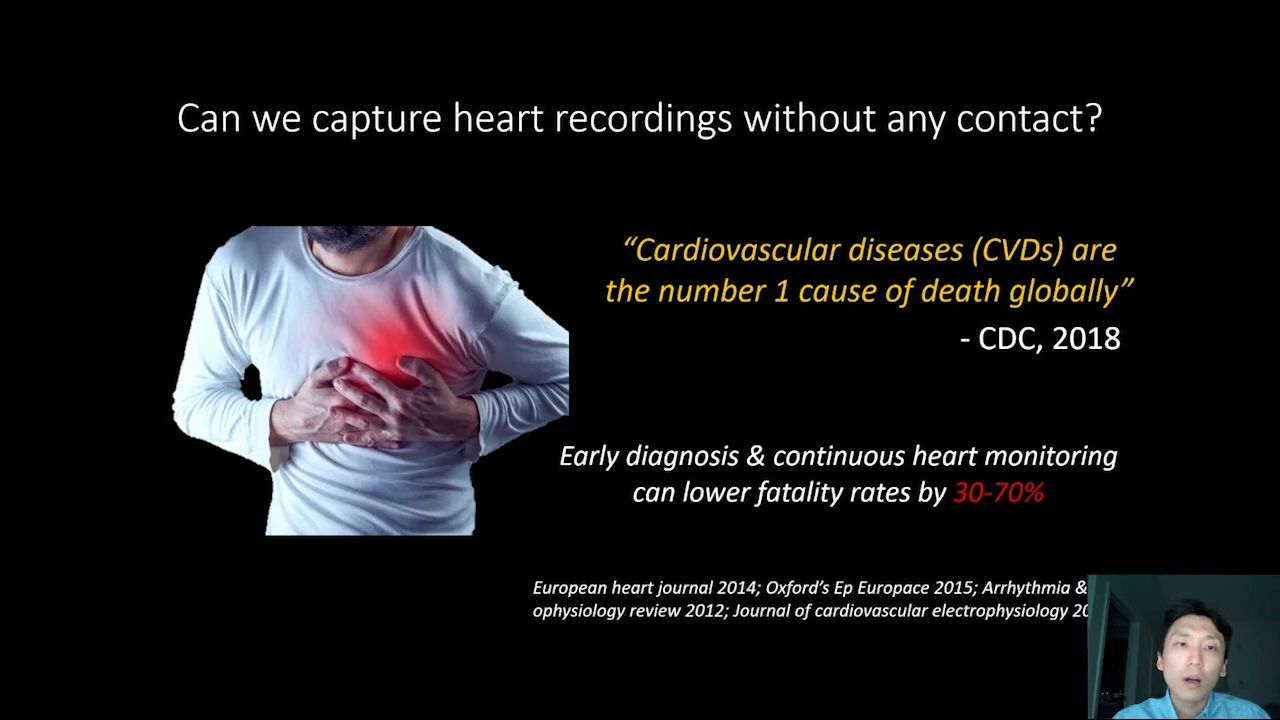 Can we capture heart recordings without any contact?
“Cardiovascular diseases (CVDs) are
the number 1 cause of death globally”
- CDC, 2018
Early diagnosis & continuous heart monitoring
can lower fatality rates by 30-70%
European heart journal 2014; Oxford’s Ep Europace 2015; Arrhythmia &
ophysiology review 2012; Journal of cardiovascular electrophysiology